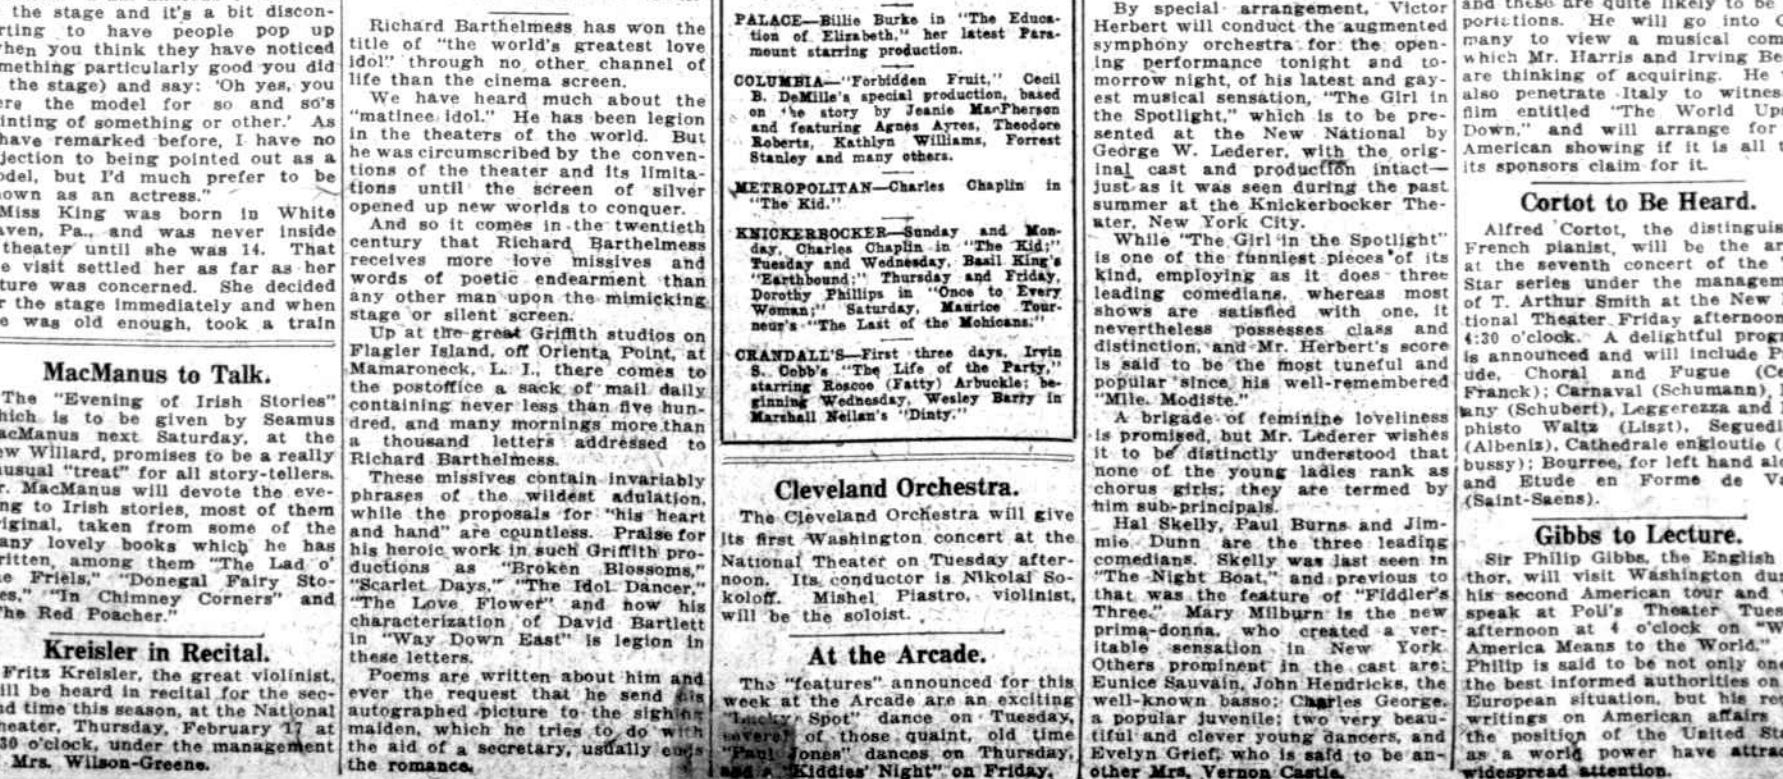 the stage and it's a bit discon-
to have people pop up
when you think they have noticed
something particularly good you did
the stage) and say: 'Oh yes, you
the model for so and so's
of something or other.' As
have remarked before, I have no
to being pointed out as a
but I'd much prefer to be
as an actress."
Miss King was born in White
Pa., and was never inside
theater until she was 14. That
visit settled her as far as her
was concerned. She decided
the stage immediately and when
was old enough, took a train
MacManus to Talk.
The "Evening of Irish Stories"
which is to be given by Seamus
MacManus next Saturday, at the
New Willard, promises to be a really
unusual "treat" for all story-tellers.
MacManus will devote the eve-
to Irish stories, most of them
original, taken from some of the
many lovely books which he has
written, among them "The Lad o'
Friels," "Donegal Fairy Sto-
"In Chimney Corners" and
The Red Poacher."
Kreisler in Recital.
Fritz Kreisler, the great violinist,
will be heard in recital for the sec-
time this season, at the National
Theater, Thursday, February 17 at
o'clock, under the management
Mrs. Wilson-Greene.
Richard Barthelmess has won the
title of "the world's greatest love
idol" through no other channel of
life than the cinema screen.
We have heard much about the
"matinee idol." He has been legion
in the theaters of the world. But
he was circumscribed by the conven-
tions of the theater and its limita-
tions until the screen of silver
opened up new worlds to conquer.
And so it comes in the twentieth
century that Richard Barthelmess
receives more love missives and
words of poetic endearment than
any other man upon the mimicking
stage or silent screen.
Up at the great Griffith studios on
Flagler Island, off Orienta Point, at
Mamaroneck, L. I., there comes to
the postoffice a sack of mail daily
containing never less than five hun-
dred, and many mornings more than
a thousand letters addressed to
Richard Barthelmess.
These missives contain invariably
phrases of the wildest adulation,
while the proposals for "his heart
and hand" are countless. Praise for
his heroic work in such Griffith pro-
ductions as "Broken Blossoms,"
"Scarlet Days," "The Idol Dancer,"
"The Love Flower" and now his
characterization of David Bartlett
in "Way Down East" is legion in
these letters.
Poems are written about him and
ever the request that he send his
autographed picture to the sighing
maiden, which he tries to do with
the aid of a secretary, usually ends
the romance.
PALACE—Billie Burke in "The Educa-
tion of Elizabeth," her latest Para-
mount starring production.
COLUMBIA—"Forbidden Fruit," Cecil
B. DeMille's special production, based
on the story by Jeanie MacPherson
and featuring Agnes Ayres, Theodore
Roberts, Kathlyn Williams, Forrest
Stanley and many others.
METROPOLITAN—Charles Chaplin in
"The Kid."
KNICKERBOCKER—Sunday and Mon-
day, Charles Chaplin in "The Kid;"
Tuesday and Wednesday, Basil King's
"Earthbound;" Thursday and Friday,
Dorothy Phillips in "Once to Every
Woman;" Saturday, Maurice Tour-
neur's "The Last of the Mohicans."
CRANDALL'S—First three days, Irvin
S. Cobb's "The Life of the Party,"
starring Roscoe (Fatty) Arbuckle; be-
ginning Wednesday, Wesley Barry in
Marshall Neilan's "Dinty."
Cleveland Orchestra.
The Cleveland Orchestra will give
its first Washington concert at the
National Theater on Tuesday after-
noon. Its conductor is Nikolai So-
koloff. Mishel Piastro, violinist,
will be the soloist.
At the Arcade.
The "features" announced for this
week at the Arcade are an exciting
"Lucky Spot" dance on Tuesday,
several of those quaint, old time
"Paul Jones" dances on Thursday,
and a "Kiddies' Night" on Friday.
By special arrangement, Victor
Herbert will conduct the augmented
symphony orchestra for the open-
ing performance tonight and to-
morrow night, of his latest and gay-
est musical sensation, "The Girl in
the Spotlight," which is to be pre-
sented at the New National by
George W. Lederer, with the orig-
inal cast and production intact—
just as it was seen during the past
summer at the Knickerbocker The-
ater, New York City.
While "The Girl in the Spotlight"
is one of the funniest pieces of its
kind, employing as it does three
leading comedians, whereas most
shows are satisfied with one, it
nevertheless possesses class and
distinction, and Mr. Herbert's score
is said to be the most tuneful and
popular since his well-remembered
"Mlle. Modiste."
A brigade of feminine loveliness
is promised, but Mr. Lederer wishes
it to be distinctly understood that
none of the young ladies rank as
chorus girls; they are termed by
him sub-principals.
Hal Skelly, Paul Burns and Jim-
mie Dunn are the three leading
comedians. Skelly was last seen in
"The Night Boat," and previous to
that was the feature of "Fiddler's
Three." Mary Milburn is the new
prima-donna, who created a ver-
itable sensation in New York.
Others prominent in the cast are:
Eunice Sauvain, John Hendricks, the
well-known basso; Charles George,
a popular juvenile; two very beau-
tiful and clever young dancers, and
Evelyn Grief, who is said to be an-
other Mrs. Vernon Castle.
and these are quite likely to be
portctions. He will go into
many to view a musical com
which Mr. Harris and Irving Be
are thinking of acquiring. He
also penetrate Italy to witnes
film entitled "The World Up
Down," and will arrange for
American showing if it is all t
its sponsors claim for it.
Cortot to Be Heard.
Alfred Cortot, the distinguis
French pianist, will be the ar
at the seventh concert of the
Star series under the managem
of T. Arthur Smith at the New
tional Theater Friday afternoon
4:30 o'clock. A delightful progr
is announced and will include P
ude, Choral and Fugue (Ce
Franck); Carnaval (Schumann),
any (Schubert), Leggerezza and
phisto Waltz (Liszt), Seguedi
(Albeniz), Cathedrale engloutie (
bussy); Bourree, for left hand al
and Etude en Forme de Va
(Saint-Saens).
Gibbs to Lecture.
Sir Philip Gibbs, the English
thor, will visit Washington dur
his second American tour and
speak at Poli's Theater Tues
afternoon at 4 o'clock on "W
America Means to the World."
Philip is said to be not only one
the best informed authorities on
European situation, but his re
writings on American affairs
the position of the United Sta
as a world power have attrac
widespread attention.